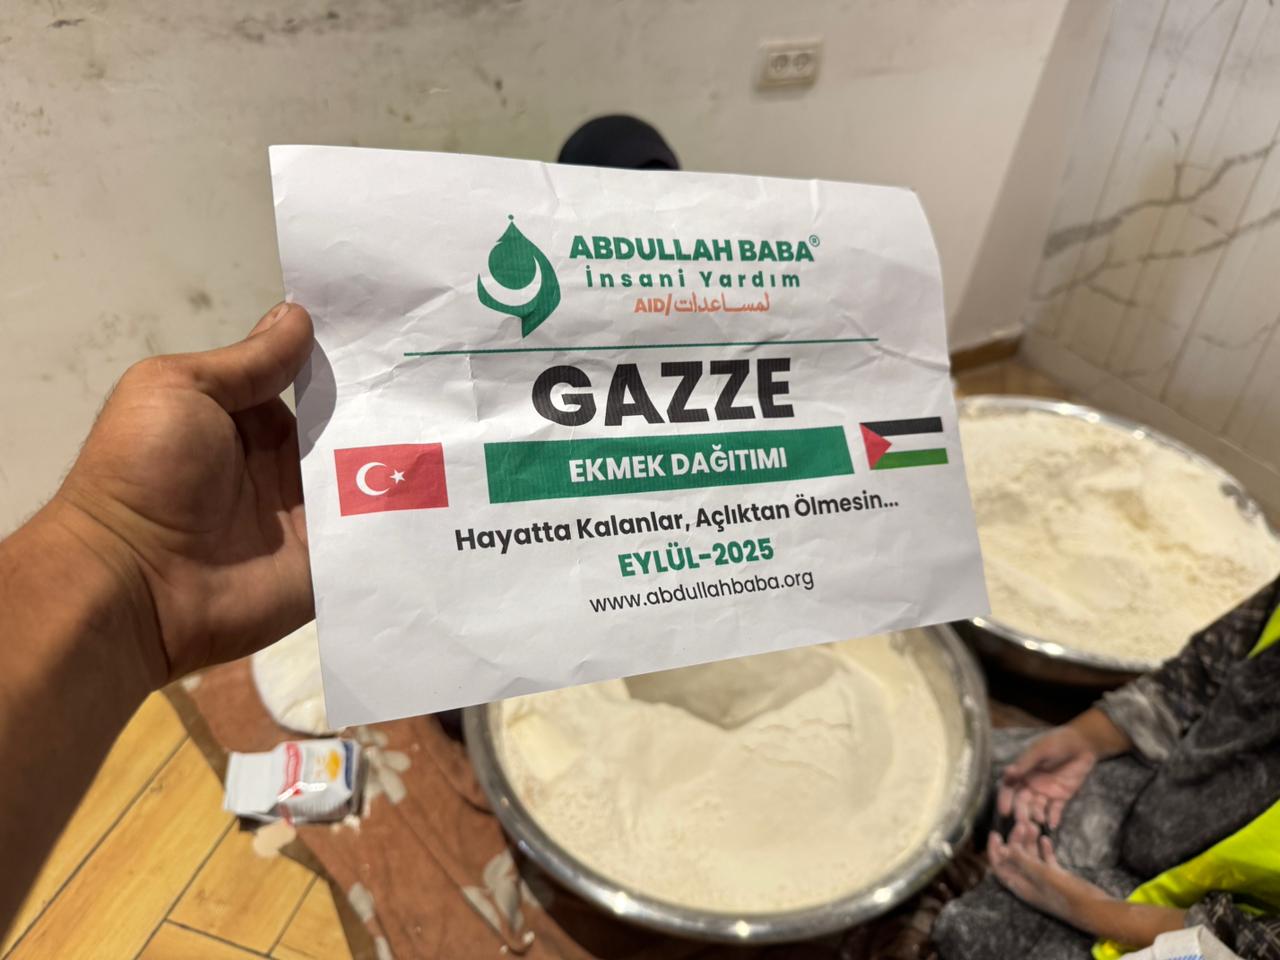 ABDULLAH BABA®
İnsani Yardım
AID/لمساعدات
GAZZE
EKMEK DAĞITIMI
Hayatta Kalanlar, Açlıktan Ölmesin...
EYLÜL-2025
www.abdullahbaba.org